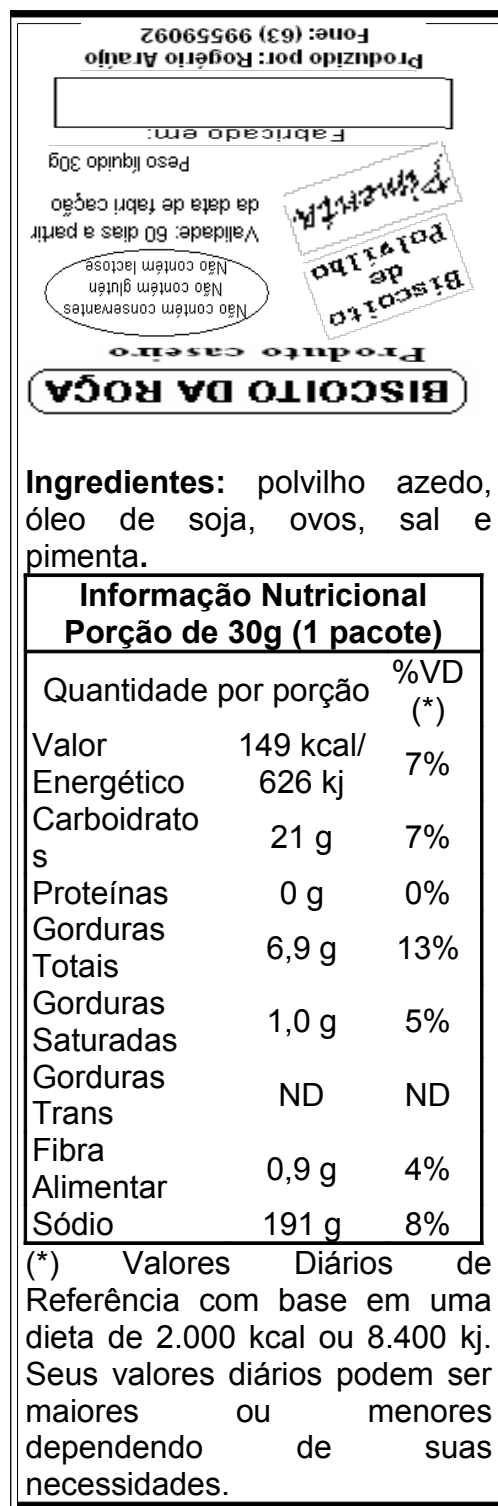 BISCOITO DA ROÇA
Produto caseiro
Biscoito
de
Polvilho
Pimenta
Não contém conservantes
Não contém glutén
Não contém lactose
Validade: 60 dias a partir
da data de fabri cação
Peso líquido 30g
Fabricado em:
Produzido por: Rogério Araújo
Fone: (63) 99559092
Ingredientes: polvilho azedo,
óleo de soja, ovos, sal e
pimenta.
Informação Nutricional
Porção de 30g (1 pacote)
Quantidade por porção %VD
(*)
Valor
Energético 149 kcal/
626 kj 7%
Carboidrato
s 21 g 7%
Proteínas 0 g 0%
Gorduras
Totais 6,9 g 13%
Gorduras
Saturadas 1,0 g 5%
Gorduras
Trans ND ND
Fibra
Alimentar 0,9 g 4%
Sódio 191 g 8%
(*) Valores Diários de
Referência com base em uma
dieta de 2.000 kcal ou 8.400 kj.
Seus valores diários podem ser
maiores ou menores
dependendo de suas
necessidades.